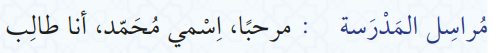 مُراسِل المَدْرَسة : مرحبًا، اِسْمي مُحَمّد، أنا طالِب